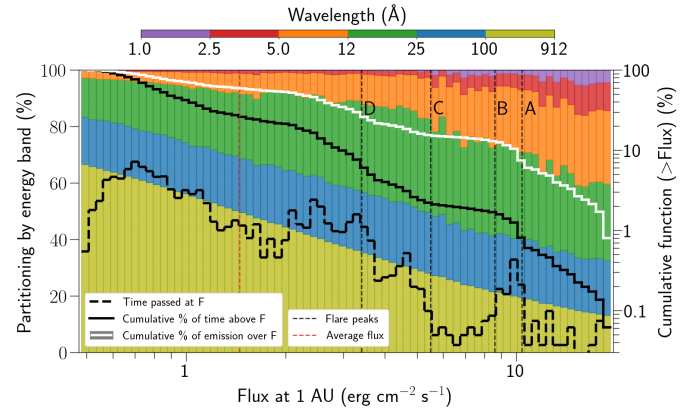 Wavelength (Å)
1.0 2.5 5.0 12 25 100 912
Partitioning by energy band (%)
100
80
60
40
20
0
D C B A
100
10
1
0.1
Cumulative function (>Flux) (%)
Time passed at F
Cumulative % of time above F
Cumulative % of emission over F
Flare peaks
Average flux
1 10
Flux at 1 AU (erg cm⁻² s⁻¹)